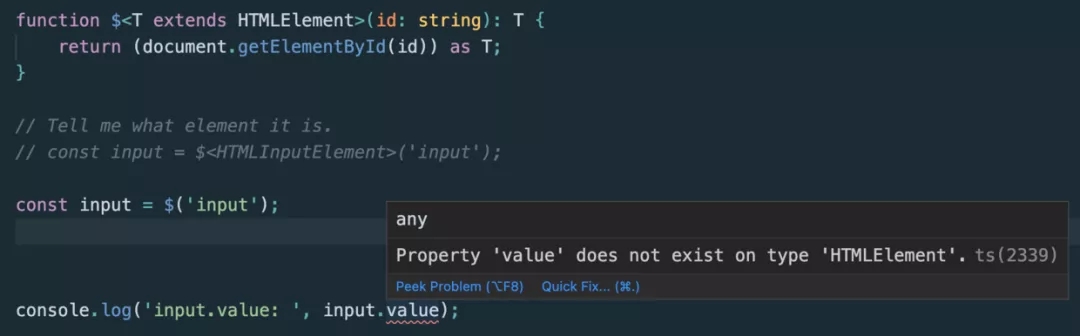 function $<T extends HTMLElement>(id: string): T {
    return (document.getElementById(id)) as T;
}
// Tell me what element it is.
// const input = $<HTMLInputElement>('input');
const input = $('input');
any
Property 'value' does not exist on type 'HTMLElement'. ts(2339)
Peek Problem (⌥F8) Quick Fix... (⌘.)
console.log('input.value: ', input.value);